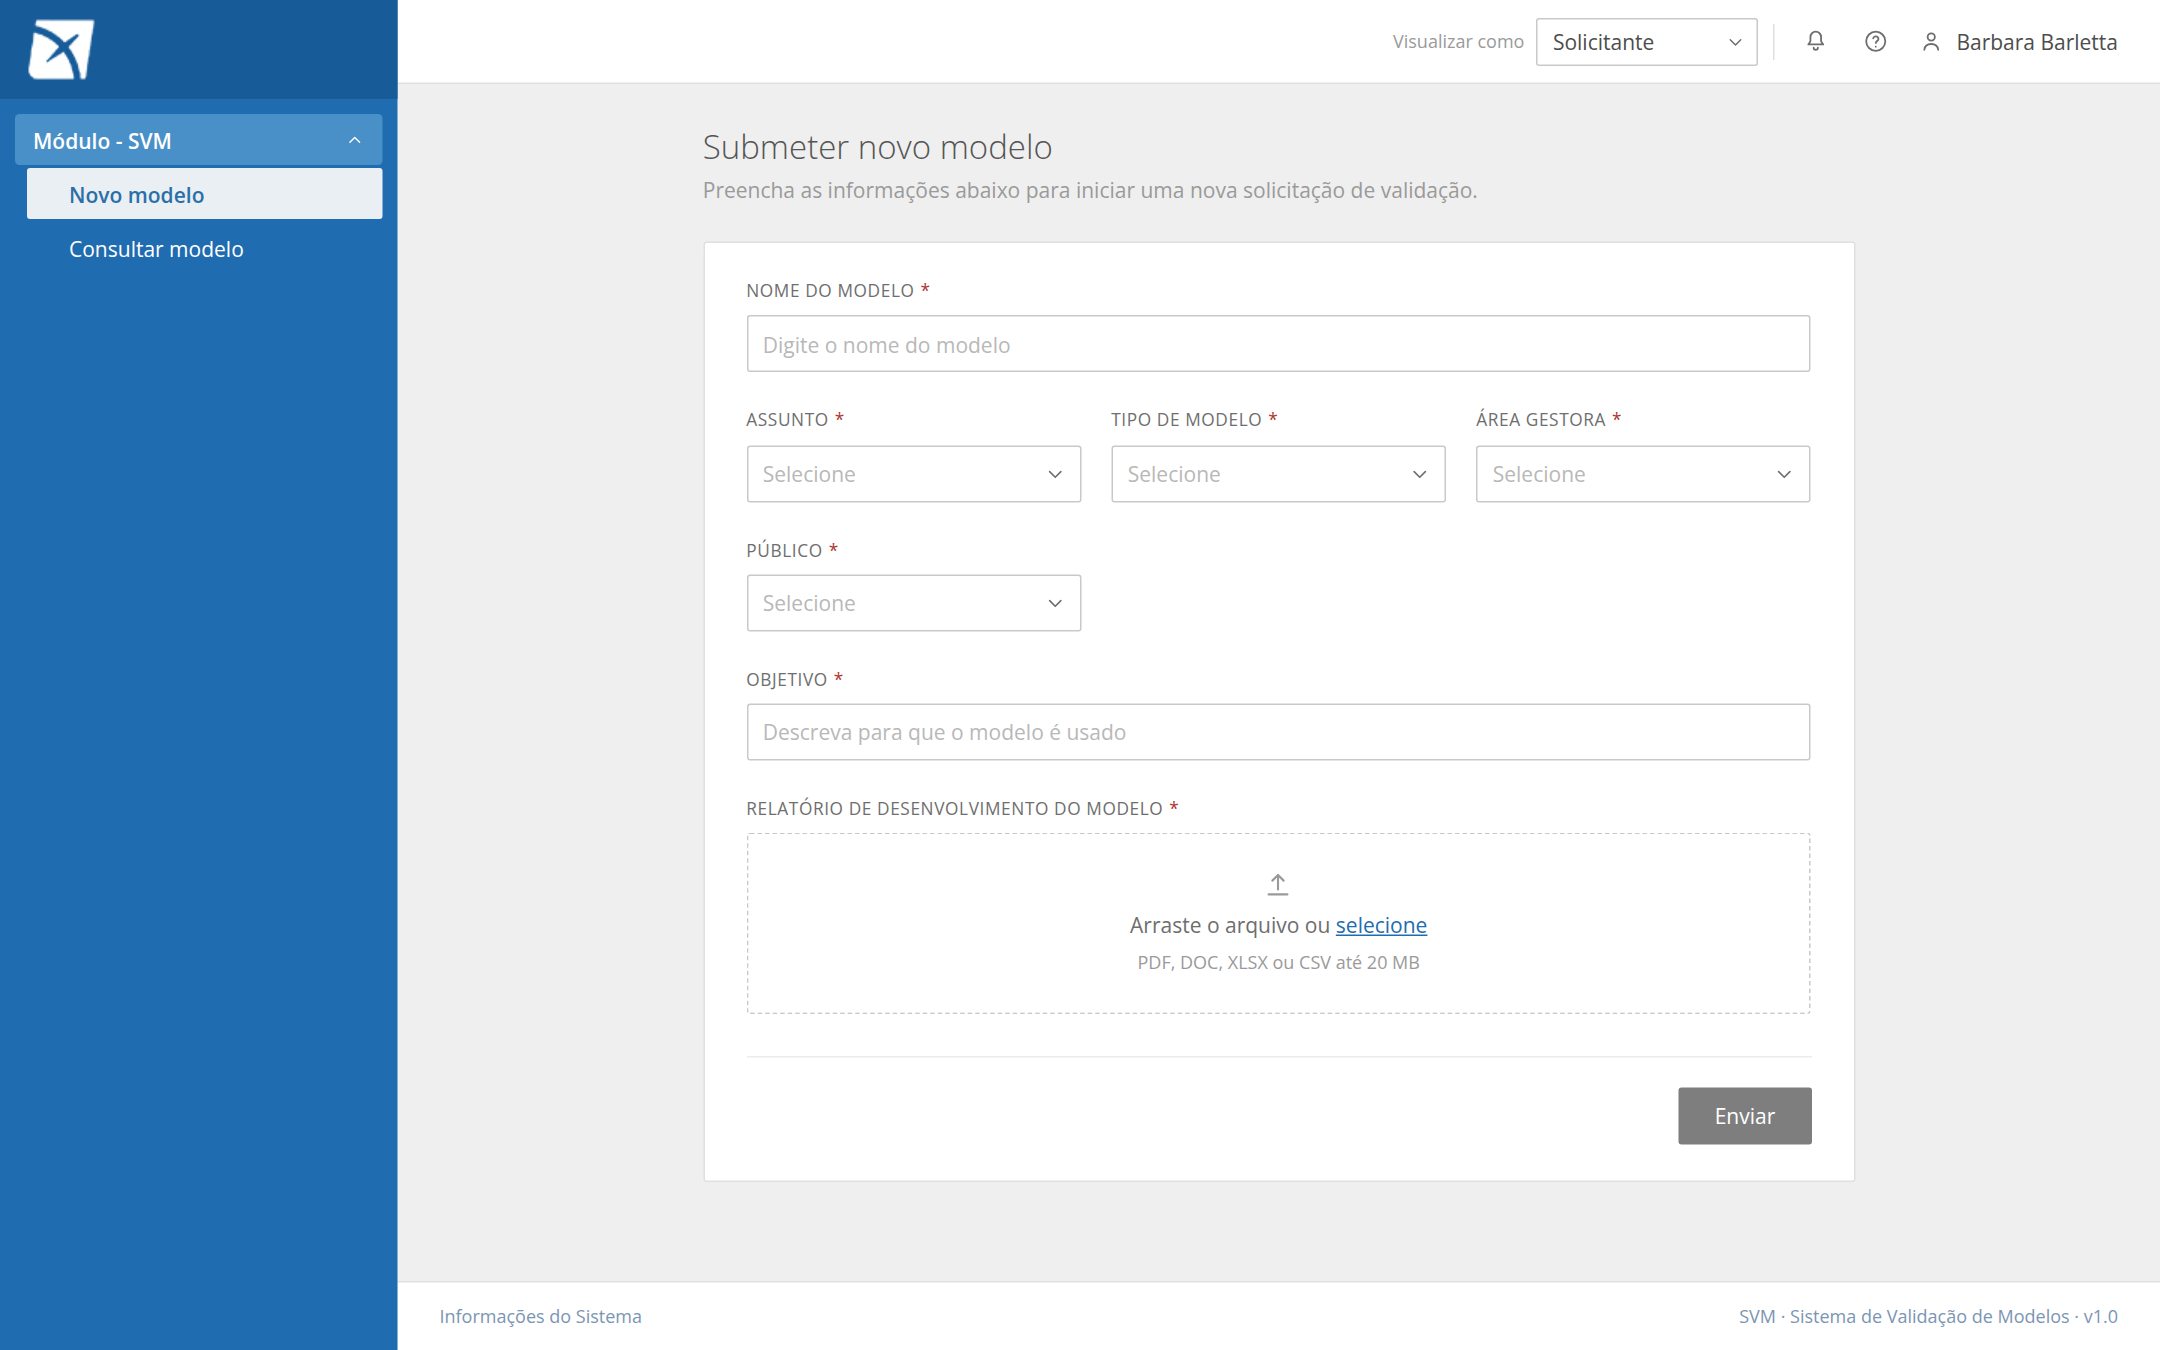 Visualizar como Solicitante Barbara Barletta
Módulo - SVM
Novo modelo
Consultar modelo
Submeter novo modelo
Preencha as informações abaixo para iniciar uma nova solicitação de validação.
NOME DO MODELO *
Digite o nome do modelo
ASSUNTO * TIPO DE MODELO * ÁREA GESTORA *
Selecione Selecione Selecione
PÚBLICO *
Selecione
OBJETIVO *
Descreva para que o modelo é usado
RELATÓRIO DE DESENVOLVIMENTO DO MODELO *
Arraste o arquivo ou selecione
PDF, DOC, XLSX ou CSV até 20 MB
Enviar
Informações do Sistema SVM · Sistema de Validação de Modelos · v1.0